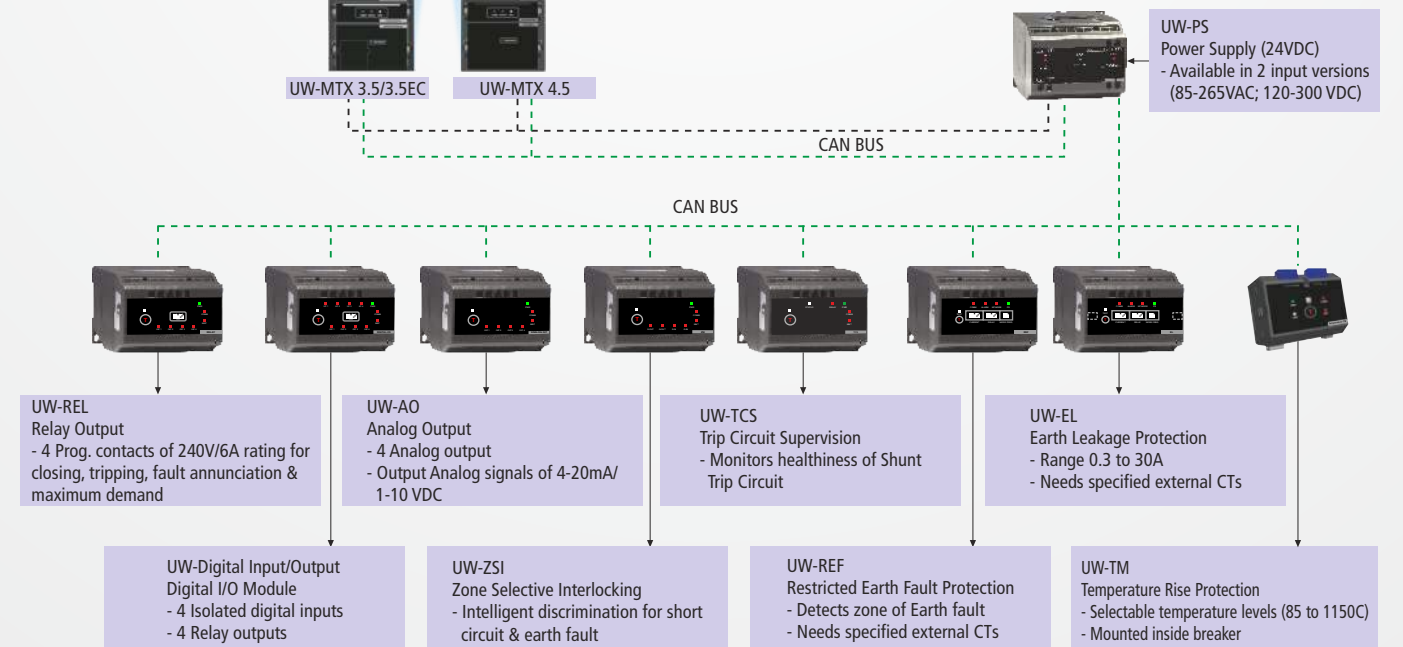 UW-MTX 3.5/3.5EC
UW-MTX 4.5
UW-PS
Power Supply (24VDC)
- Available in 2 input versions
(85-265VAC; 120-300 VDC)
CAN BUS
CAN BUS
UW-REL
Relay Output
- 4 Prog. contacts of 240V/6A rating for
closing, tripping, fault annunciation &
maximum demand
UW-AO
Analog Output
- 4 Analog output
- Output Analog signals of 4-20mA/
1-10 VDC
UW-TCS
Trip Circuit Supervision
- Monitors healthiness of Shunt
Trip Circuit
UW-EL
Earth Leakage Protection
- Range 0.3 to 30A
- Needs specified external CTs
UW-Digital Input/Output
Digital I/O Module
- 4 Isolated digital inputs
- 4 Relay outputs
UW-ZSI
Zone Selective Interlocking
- Intelligent discrimination for short
circuit & earth fault
UW-REF
Restricted Earth Fault Protection
- Detects zone of Earth fault
- Needs specified external CTs
UW-TM
Temperature Rise Protection
- Selectable temperature levels (85 to 1150C)
- Mounted inside breaker